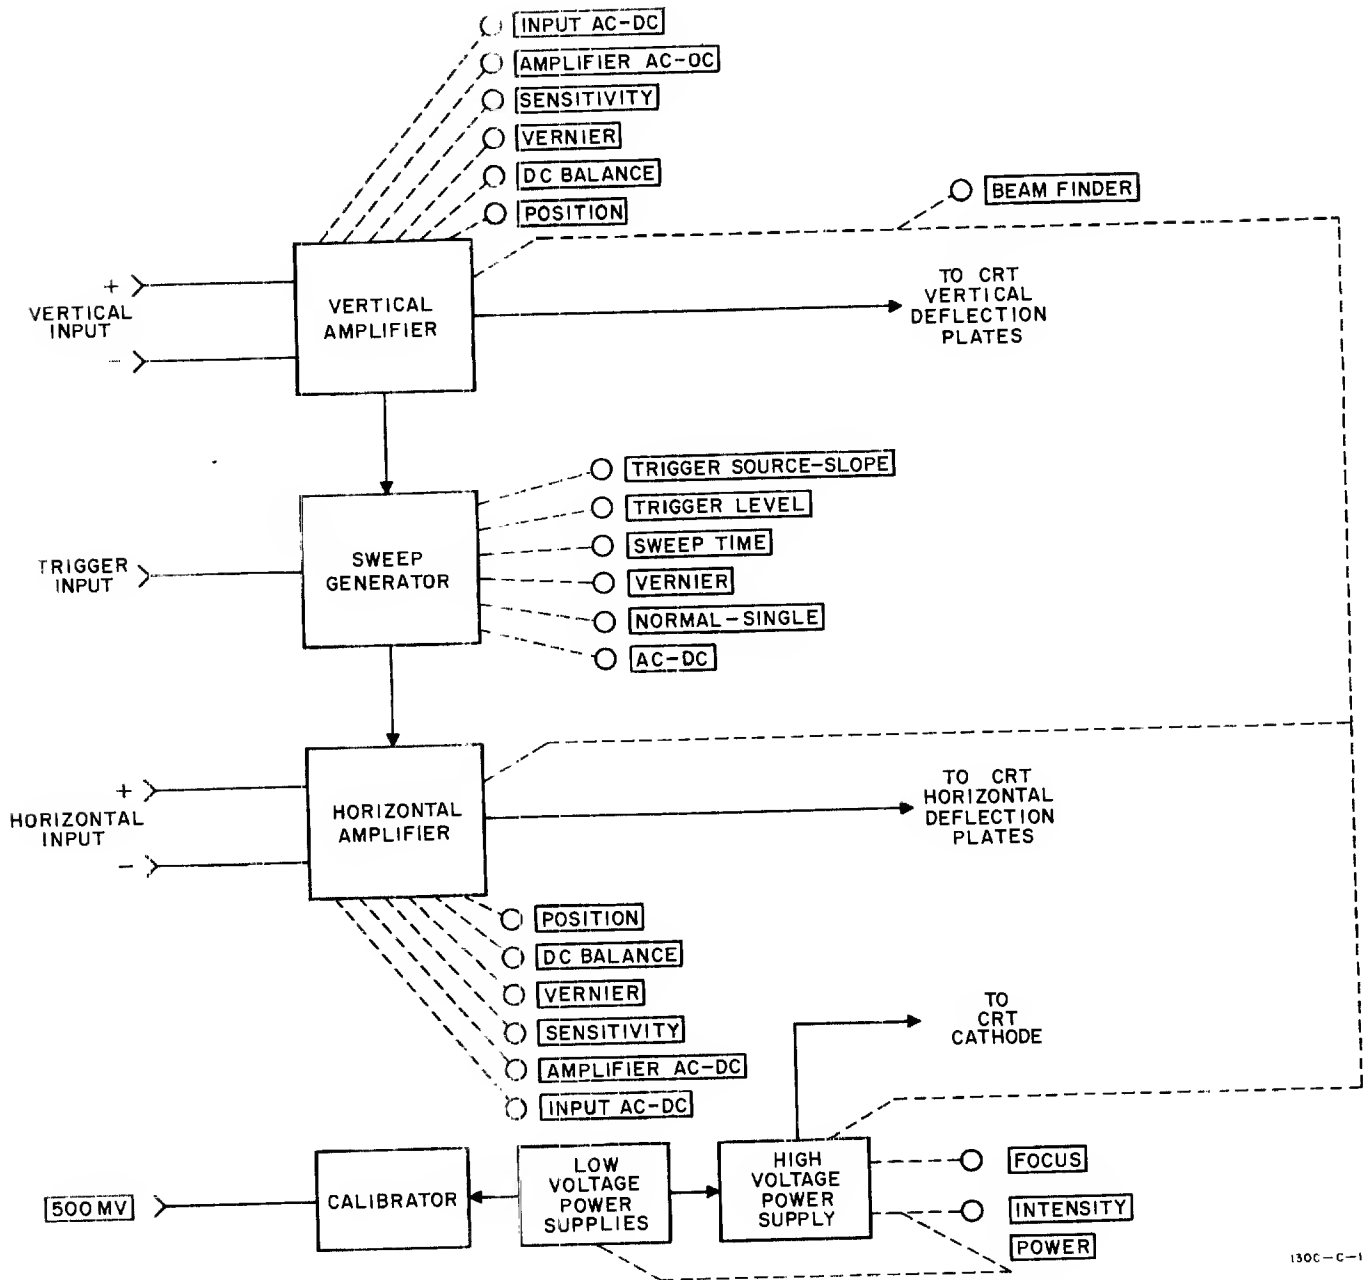 INPUT AC-DC
AMPLIFIER AC-OC
SENSITIVITY
VERNIER
DC BALANCE
POSITION
BEAM FINDER
+
VERTICAL
INPUT
-
VERTICAL
AMPLIFIER
TO CRT
VERTICAL
DEFLECTION
PLATES
TRIGGER SOURCE-SLOPE
TRIGGER LEVEL
SWEEP TIME
VERNIER
NORMAL-SINGLE
AC-DC
TRIGGER
INPUT
SWEEP
GENERATOR
+
HORIZONTAL
INPUT
-
HORIZONTAL
AMPLIFIER
TO CRT
HORIZONTAL
DEFLECTION
PLATES
POSITION
DC BALANCE
VERNIER
SENSITIVITY
AMPLIFIER AC-DC
INPUT AC-DC
TO
CRT
CATHODE
500 MV
CALIBRATOR
LOW
VOLTAGE
POWER
SUPPLIES
HIGH
VOLTAGE
POWER
SUPPLY
FOCUS
INTENSITY
POWER
130C-C-1